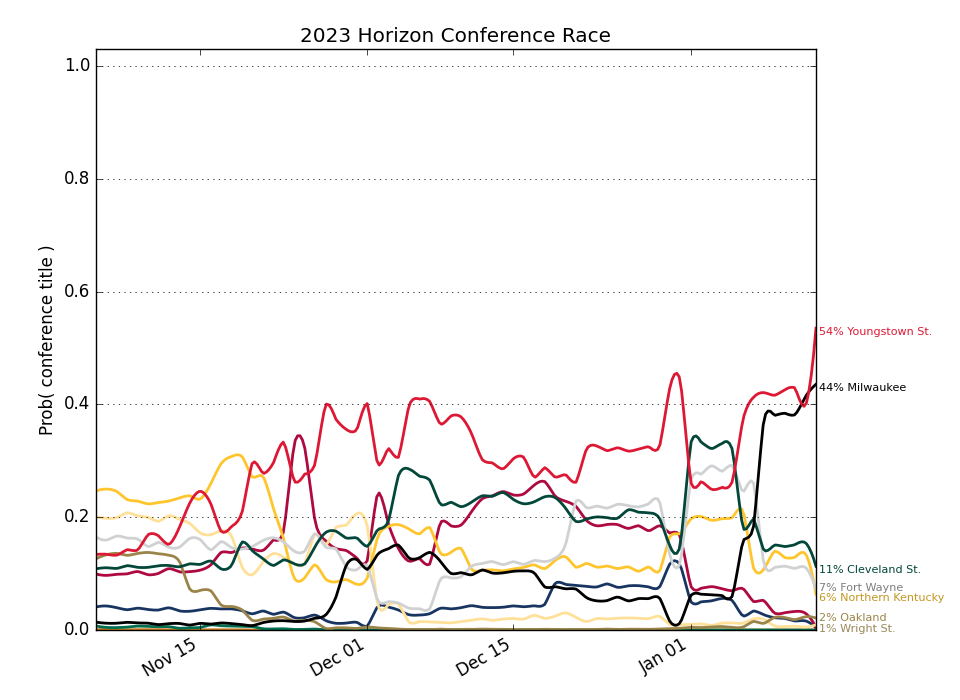 2023 Horizon Conference Race
Prob( conference title )
1.0
0.8
0.6
0.4
0.2
0.0
Nov 15
Dec 01
Dec 15
Jan 01
54% Youngstown St.
44% Milwaukee
11% Cleveland St.
7% Fort Wayne
6% Northern Kentucky
2% Oakland
1% Wright St.